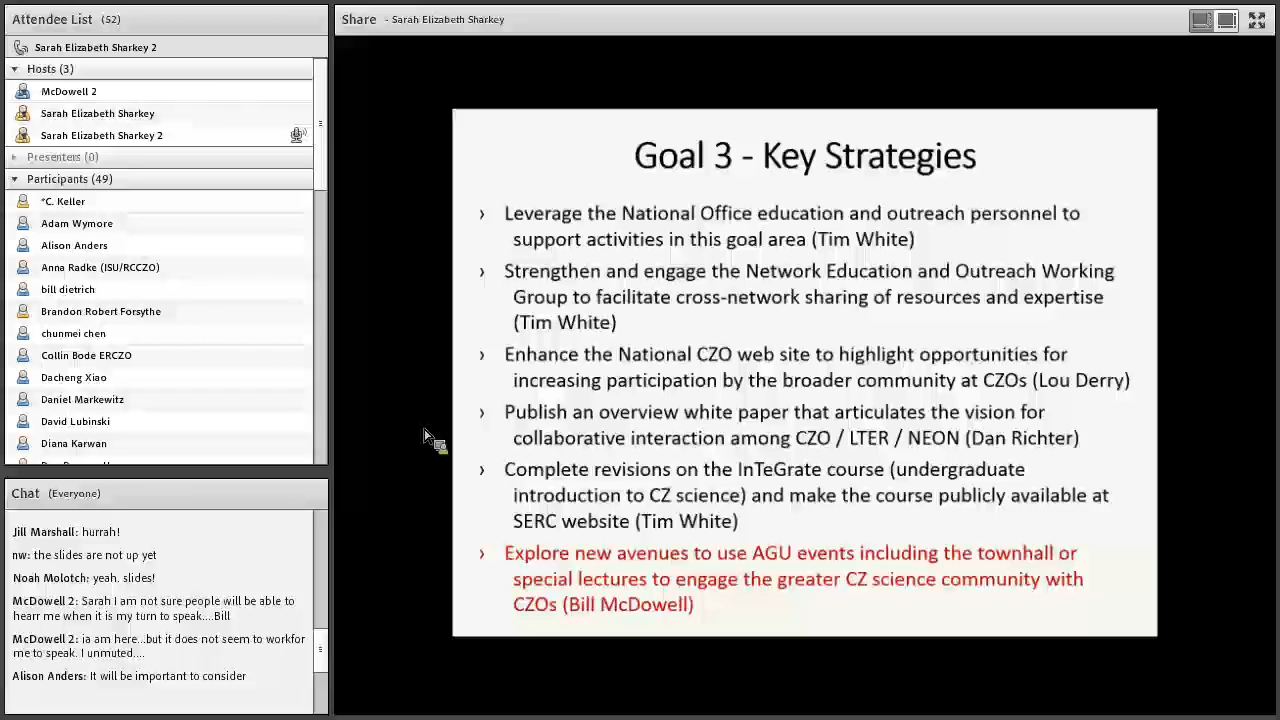 Attendee List (52)
Sarah Elizabeth Sharkey 2
Hosts (3)
McDowell 2
Sarah Elizabeth Sharkey
Sarah Elizabeth Sharkey 2
Presenters (0)
Participants (49)
*C. Keller
Adam Wymore
Alison Anders
Anna Radke (ISU/RCCZO)
bill dietrich
Brandon Robert Forsythe
chunmei chen
Collin Bode ERCZO
Dacheng Xiao
Daniel Markewitz
David Lubinski
Diana Karwan
Chat (Everyone)
Jill Marshall: hurrah!
nw: the slides are not up yet
Noah Molotch: yeah. slides!
McDowell 2: Sarah I am not sure people will be able to
hearr me when it is my turn to speak....Bill
McDowell 2: ia am here...but it does not seem to workfor
me to speak. I unmuted....
Alison Anders: It will be important to consider
Share - Sarah Elizabeth Sharkey
Goal 3 - Key Strategies
› Leverage the National Office education and outreach personnel to
support activities in this goal area (Tim White)
› Strengthen and engage the Network Education and Outreach Working
Group to facilitate cross-network sharing of resources and expertise
(Tim White)
› Enhance the National CZO web site to highlight opportunities for
increasing participation by the broader community at CZOs (Lou Derry)
› Publish an overview white paper that articulates the vision for
collaborative interaction among CZO / LTER / NEON (Dan Richter)
› Complete revisions on the InTeGrate course (undergraduate
introduction to CZ science) and make the course publicly available at
SERC website (Tim White)
› Explore new avenues to use AGU events including the townhall or
special lectures to engage the greater CZ science community with
CZOs (Bill McDowell)